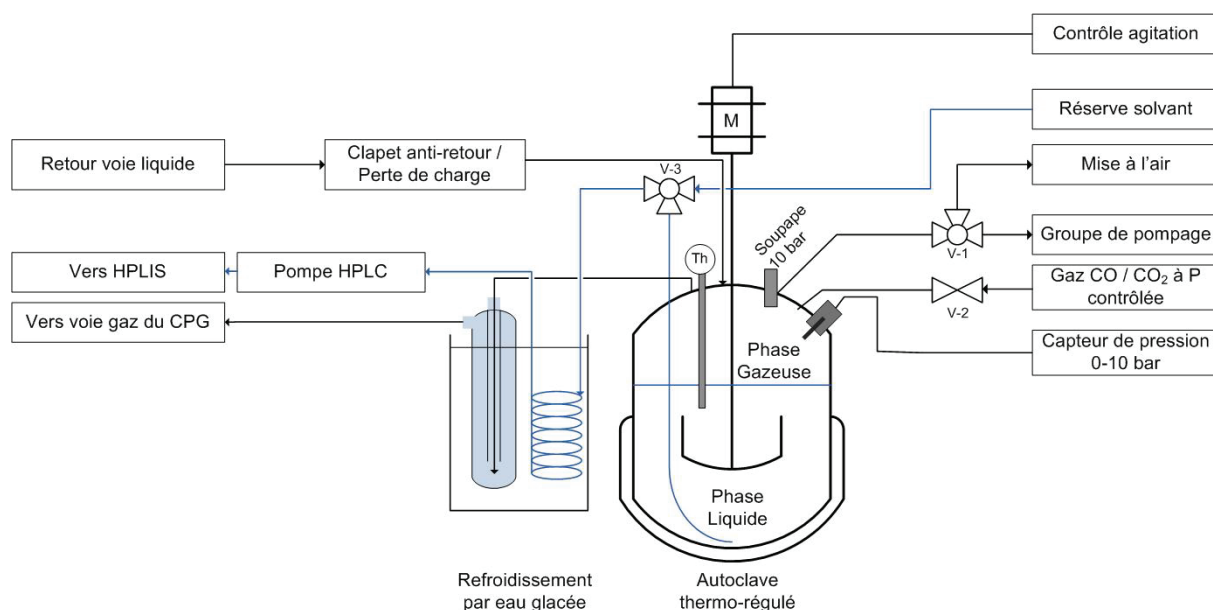 Contrôle agitation
M
Réserve solvant
Retour voie liquide
Clapet anti-retour /
Perte de charge
V-3
Mise à l'air
Soupape
10 bar
V-1
Groupe de pompage
Th
Vers HPLIS
Pompe HPLC
Gaz CO / CO₂ à P
contrôlée
V-2
Vers voie gaz du CPG
Capteur de pression
0-10 bar
Phase
Gazeuse
Phase
Liquide
Refroidissement
par eau glacée
Autoclave
thermo-régulé